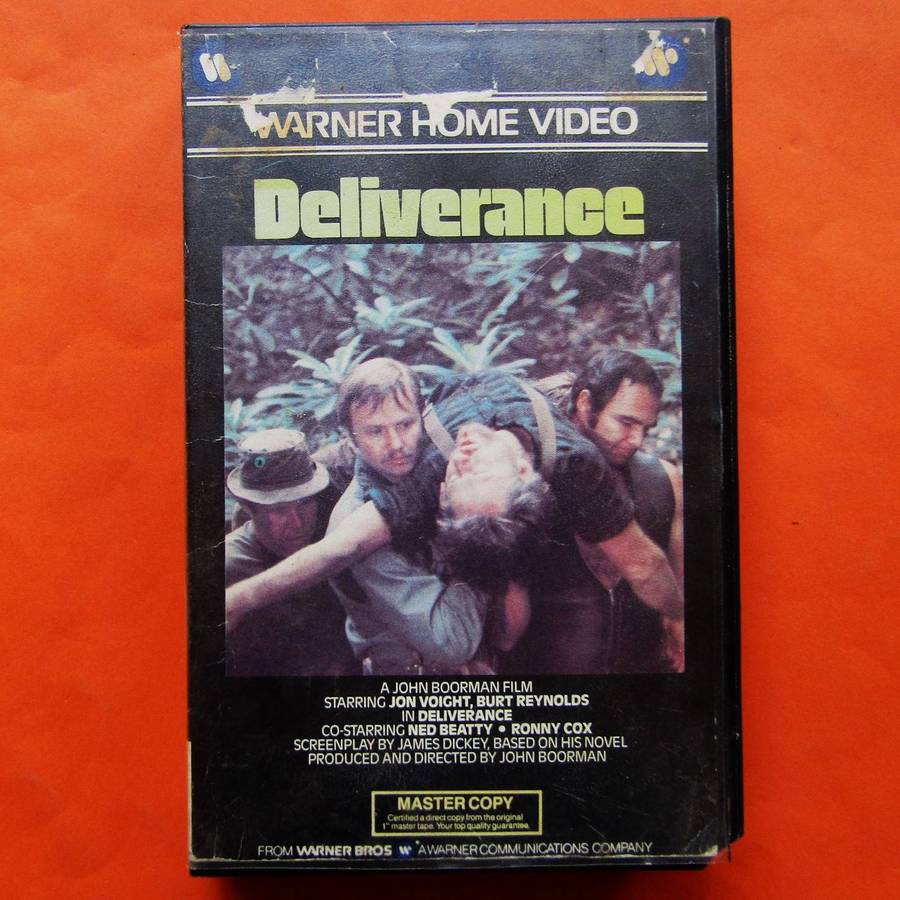 WARNER HOME VIDEO
Deliverance
A JOHN BOORMAN FILM
STARRING JON VOIGHT, BURT REYNOLDS
IN DELIVERANCE
CO-STARRING NED BEATTY • RONNY COX
SCREENPLAY BY JAMES DICKEY, BASED ON HIS NOVEL
PRODUCED AND DIRECTED BY JOHN BOORMAN
MASTER COPY
Certified a direct copy from the original
1" master tape. Your top quality guarantee.
FROM WARNER BROS A WARNER COMMUNICATIONS COMPANY